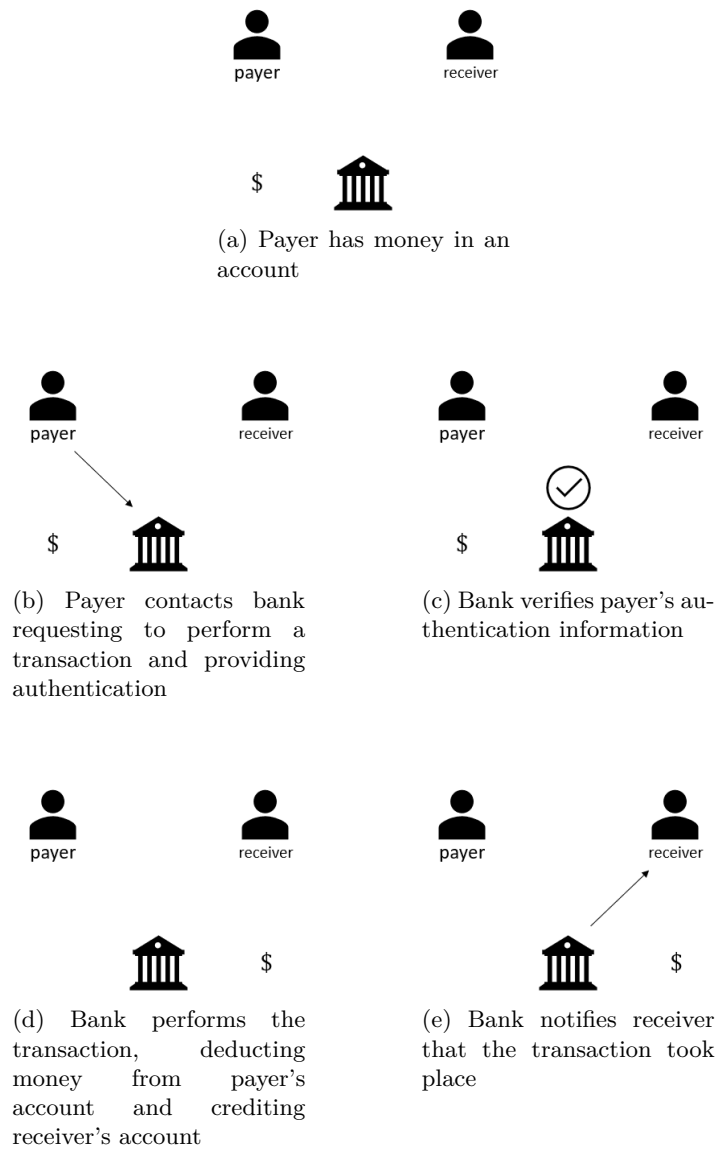 payer
receiver
$
(a) Payer has money in an
account
payer
receiver
$
(b) Payer contacts bank
requesting to perform a
transaction and providing
authentication
payer
receiver
$
(c) Bank verifies payer's au-
thentication information
payer
receiver
$
(d) Bank performs the
transaction, deducting
money from payer's
account and crediting
receiver's account
payer
receiver
$
(e) Bank notifies receiver
that the transaction took
place